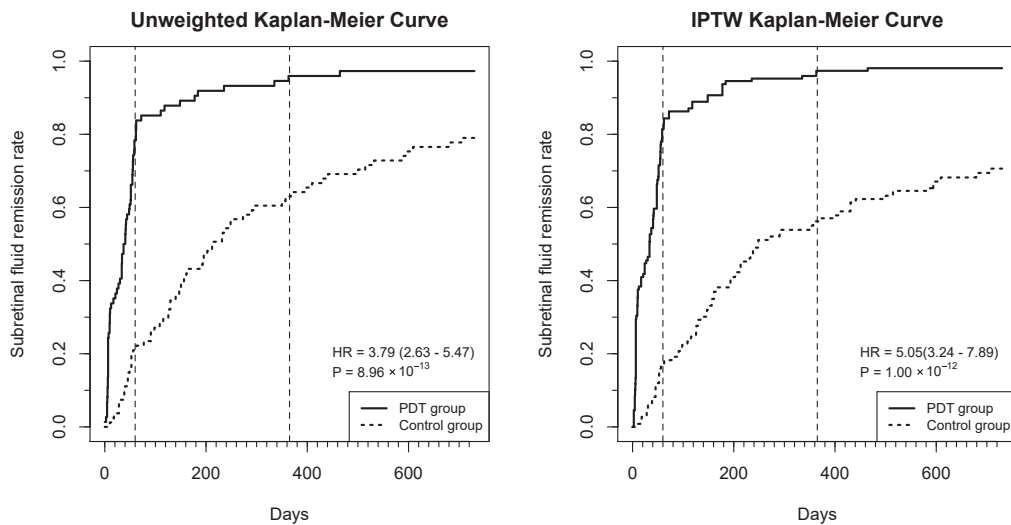 Unweighted Kaplan-Meier Curve
Subretinal fluid remission rate
1.0
0.8
0.6
0.4
0.2
0.0
HR = 3.79 (2.63 - 5.47)
P = 8.96 × 10⁻¹³
PDT group
Control group
0 200 400 600
Days
IPTW Kaplan-Meier Curve
Subretinal fluid remission rate
1.0
0.8
0.6
0.4
0.2
0.0
HR = 5.05(3.24 - 7.89)
P = 1.00 × 10⁻¹²
PDT group
Control group
0 200 400 600
Days